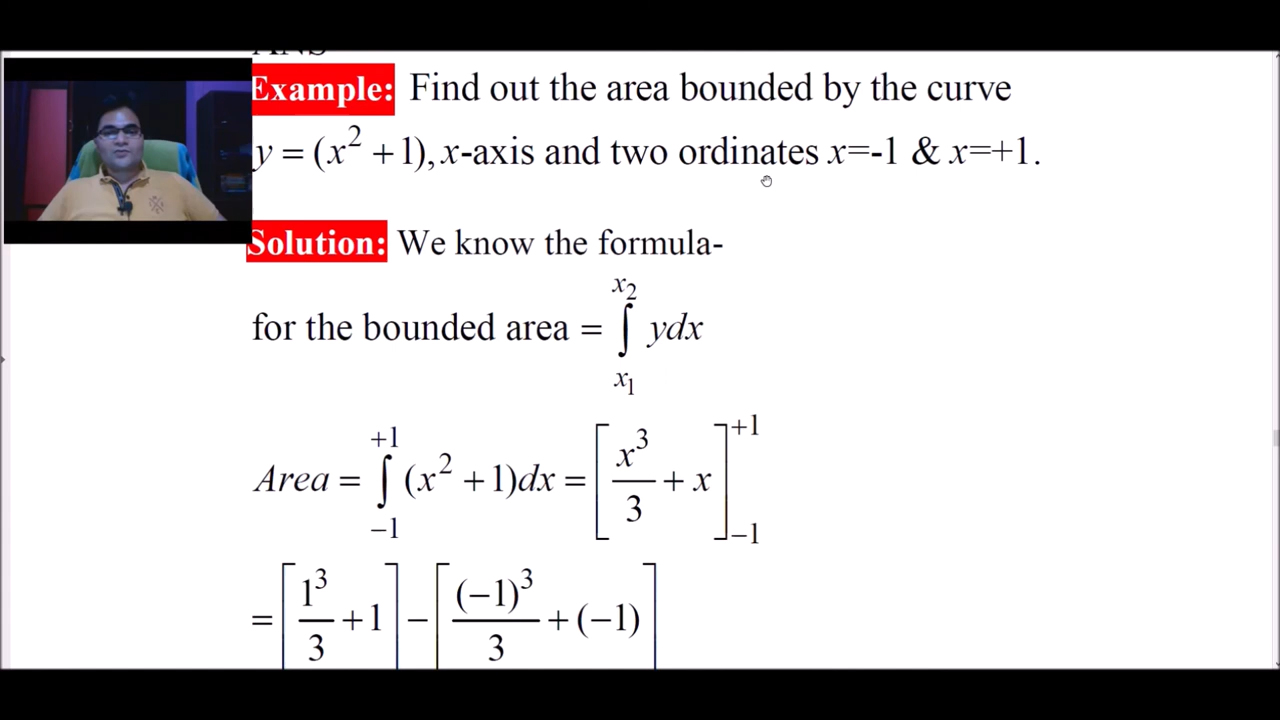 ANS
Example: Find out the area bounded by the curve
y = (x² + 1), x-axis and two ordinates x=-1 & x=+1.
Solution: We know the formula-
for the bounded area = ∫_{x₁}^{x₂} ydx
Area = ∫_{−1}^{+1} (x² + 1)dx = [x³/3 + x]_{−1}^{+1}
= [1³/3 + 1] − [(−1)³/3 + (−1)]